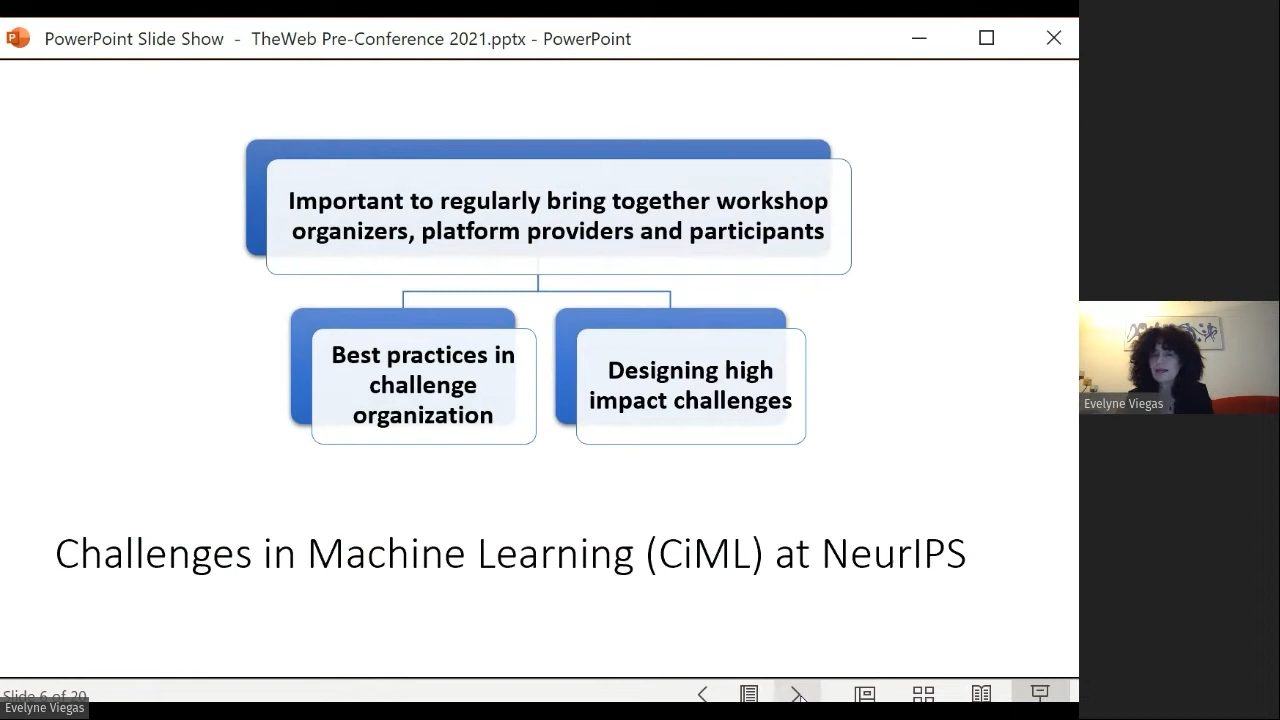 PowerPoint Slide Show - TheWeb Pre-Conference 2021.pptx - PowerPoint
Important to regularly bring together workshop
organizers, platform providers and participants
Best practices in
challenge
organization
Designing high
impact challenges
Challenges in Machine Learning (CiML) at NeurIPS
Evelyne Viegas
Slide 6 of 20
Evelyne Viegas